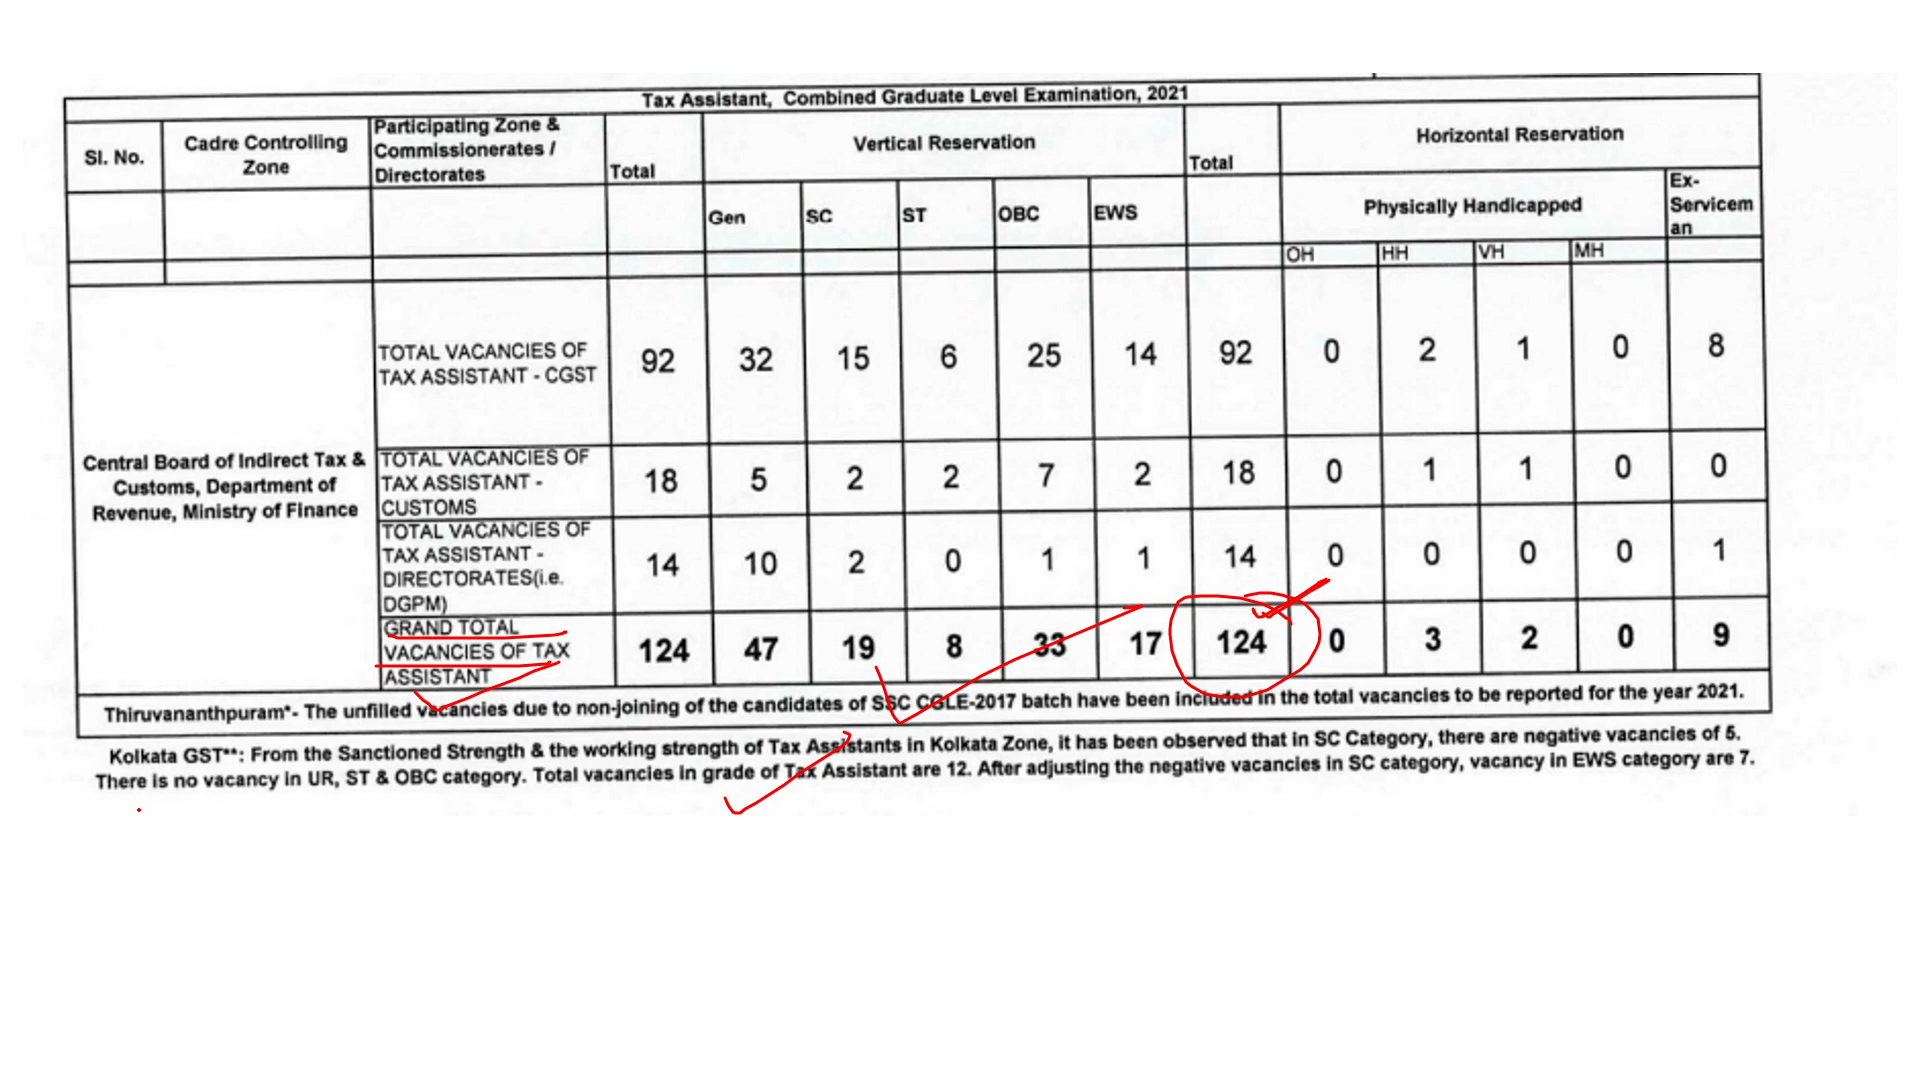 Tax Assistant, Combined Graduate Level Examination, 2021
Sl. No.
Cadre Controlling
Zone
Participating Zone &
Commissionerates /
Directorates
Total
Vertical Reservation
Total
Horizontal Reservation
Gen
SC
ST
OBC
EWS
Physically Handicapped
Ex-
Servicem
an
OH
HH
VH
MH
Central Board of Indirect Tax &
Customs, Department of
Revenue, Ministry of Finance
TOTAL VACANCIES OF
TAX ASSISTANT - CGST
92 32 15 6 25 14 92 0 2 1 0 8
TOTAL VACANCIES OF
TAX ASSISTANT -
CUSTOMS
18 5 2 2 7 2 18 0 1 1 0 0
TOTAL VACANCIES OF
TAX ASSISTANT -
DIRECTORATES(i.e.
DGPM)
14 10 2 0 1 1 14 0 0 0 0 1
GRAND TOTAL
VACANCIES OF TAX
ASSISTANT
124 47 19 8 33 17 124 0 3 2 0 9
Thiruvananthpuram*- The unfilled vacancies due to non-joining of the candidates of SSC CGLE-2017 batch have been included in the total vacancies to be reported for the year 2021.
Kolkata GST**: From the Sanctioned Strength & the working strength of Tax Assistants in Kolkata Zone, it has been observed that in SC Category, there are negative vacancies of 5.
There is no vacancy in UR, ST & OBC category. Total vacancies in grade of Tax Assistant are 12. After adjusting the negative vacancies in SC category, vacancy in EWS category are 7.